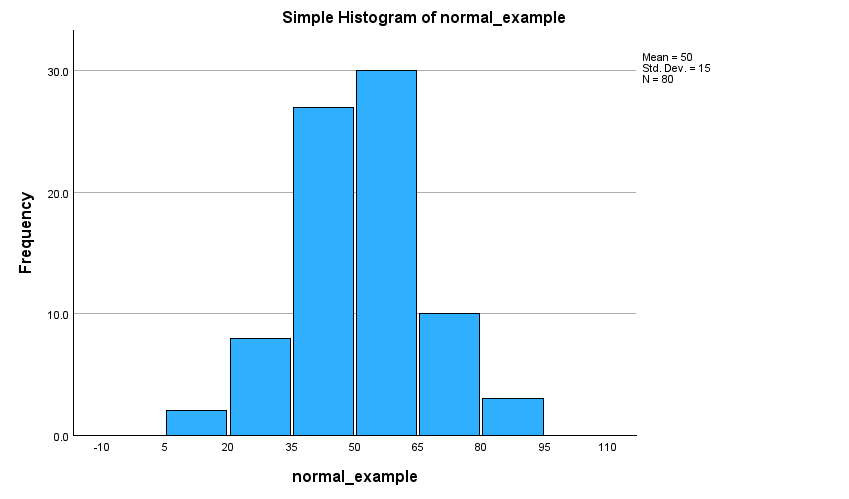 Simple Histogram of normal_example
Mean = 50
Std. Dev. = 15
N = 80
Frequency
30.0
20.0
10.0
0.0
-10 5 20 35 50 65 80 95 110
normal_example